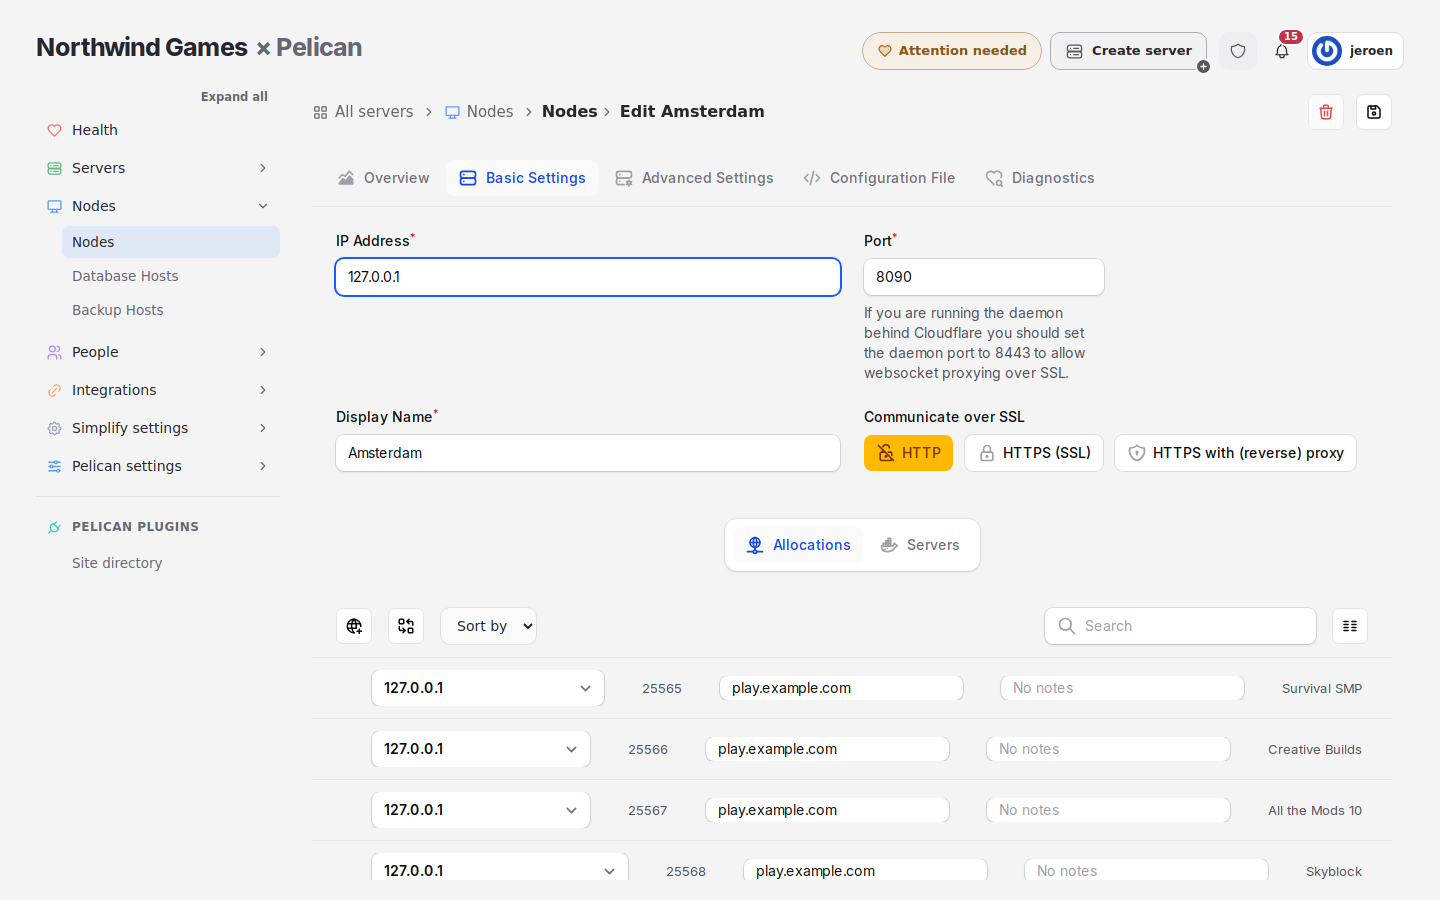 Northwind Games × Pelican
Attention needed
Create server
15
jeroen
Expand all
Health
Servers
Nodes
Nodes
Database Hosts
Backup Hosts
People
Integrations
Simplify settings
Pelican settings
PELICAN PLUGINS
Site directory
All servers > Nodes > Nodes > Edit Amsterdam
Overview
Basic Settings
Advanced Settings
Configuration File
Diagnostics
IP Address*
127.0.0.1
Port*
8090
If you are running the daemon
behind Cloudflare you should set
the daemon port to 8443 to allow
websocket proxying over SSL.
Display Name*
Amsterdam
Communicate over SSL
HTTP
HTTPS (SSL)
HTTPS with (reverse) proxy
Allocations
Servers
Sort by
Search
127.0.0.1 25565 play.example.com No notes Survival SMP
127.0.0.1 25566 play.example.com No notes Creative Builds
127.0.0.1 25567 play.example.com No notes All the Mods 10
127.0.0.1 25568 play.example.com No notes Skyblock